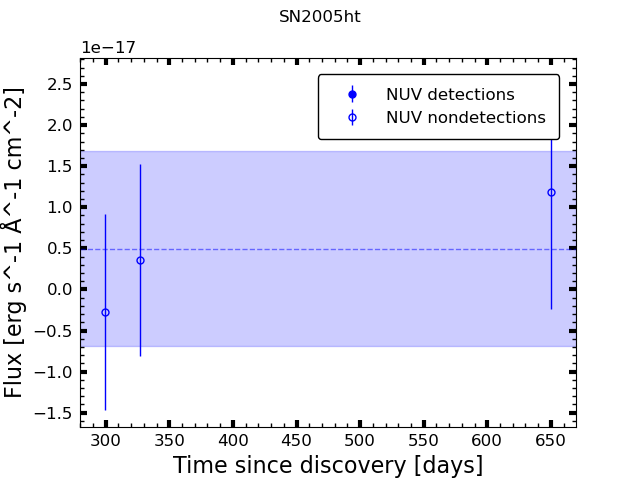 SN2005ht
1e−17
NUV detections
NUV nondetections
2.5
2.0
1.5
1.0
0.5
0.0
−0.5
−1.0
−1.5
Flux [erg s^-1 Å^-1 cm^-2]
300 350 400 450 500 550 600 650
Time since discovery [days]